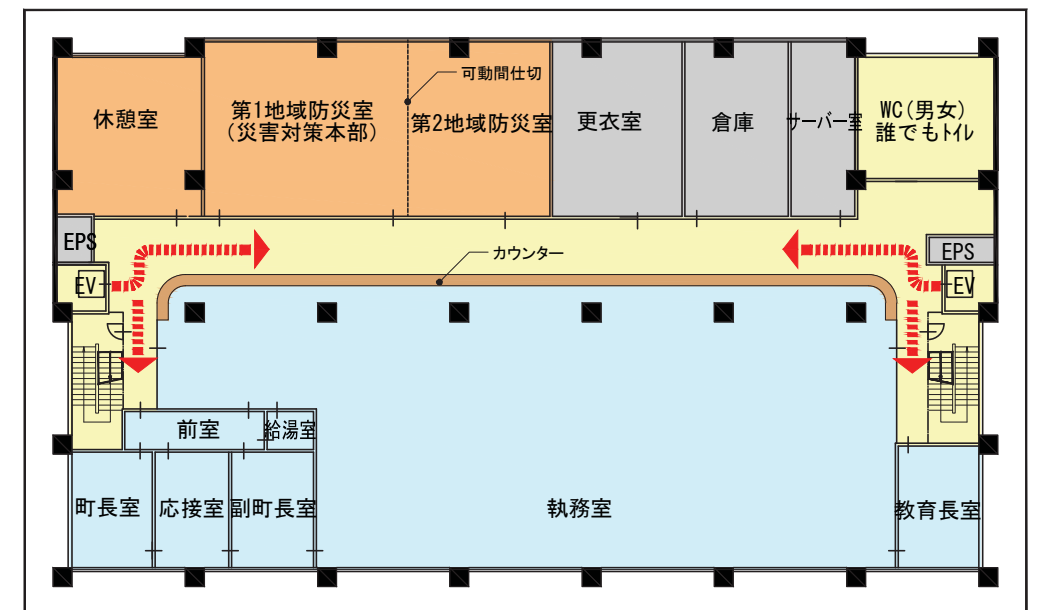 可動間仕切
休憩室
第1地域防災室
(災害対策本部)
第2地域防災室
更衣室
倉庫
サーバー室
WC(男女)
誰でもトイレ
EPS
EPS
カウンター
EV
EV
前室
給湯室
町長室
応接室
副町長室
執務室
教育長室